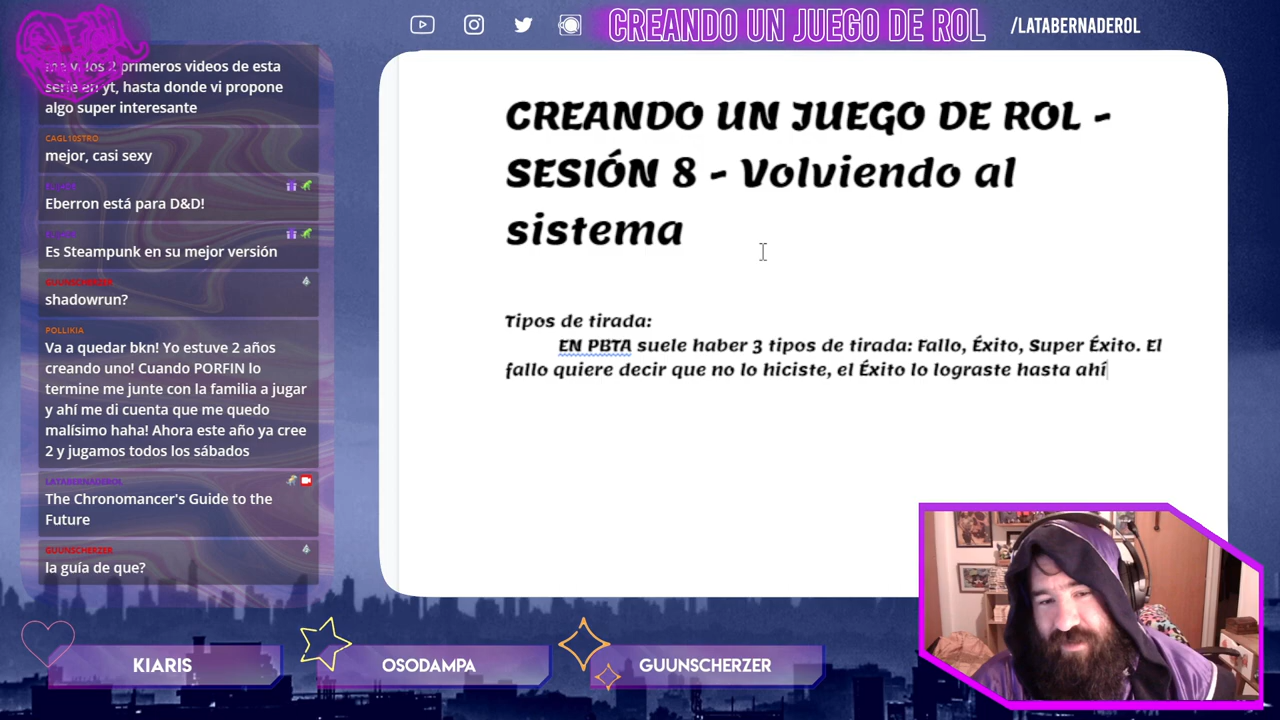 CREANDO UN JUEGO DE ROL
/LATABERNADEROL
los 2 primeros videos de esta
serie en yt, hasta donde vi propone
algo super interesante
CAGL10STRO
mejor, casi sexy
Eberron está para D&D!
Es Steampunk en su mejor versión
GUUNSCHERZER
shadowrun?
POLLIKIA
Va a quedar bkn! Yo estuve 2 años
creando uno! Cuando PORFIN lo
termine me junte con la familia a jugar
y ahí me di cuenta que me quedo
malísimo haha! Ahora este año ya cree
2 y jugamos todos los sábados
LATABERNADEROL
The Chronomancer's Guide to the
Future
GUUNSCHERZER
la guía de que?
CREANDO UN JUEGO DE ROL -
SESIÓN 8 - Volviendo al
sistema
Tipos de tirada:
EN PBTA suele haber 3 tipos de tirada: Fallo, Éxito, Super Éxito. El
fallo quiere decir que no lo hiciste, el Éxito lo lograste hasta ahí
KIARIS
OSODAMPA
GUUNSCHERZER